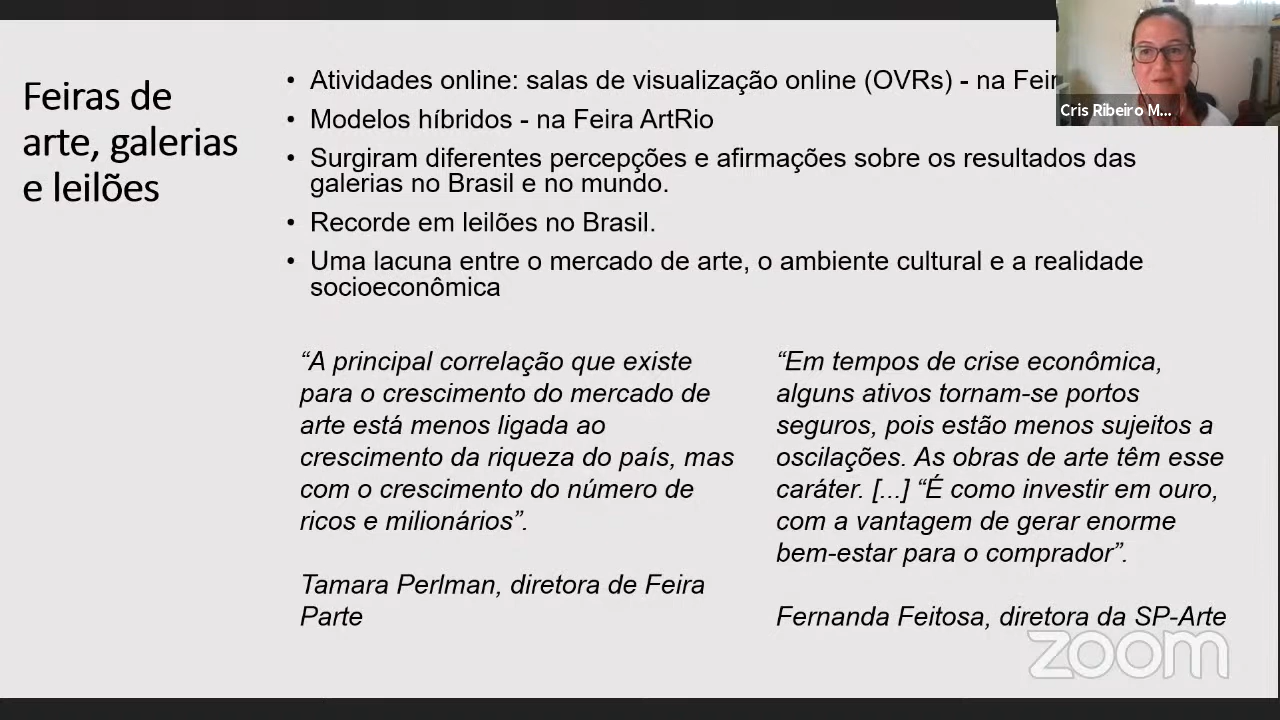 Feiras de
arte, galerias
e leilões
• Atividades online: salas de visualização online (OVRs) - na
• Modelos híbridos - na Feira ArtRio
• Surgiram diferentes percepções e afirmações sobre os resultados das
galerias no Brasil e no mundo.
• Recorde em leilões no Brasil.
• Uma lacuna entre o mercado de arte, o ambiente cultural e a realidade
socioeconômica
“A principal correlação que existe
para o crescimento do mercado de
arte está menos ligada ao
crescimento da riqueza do país, mas
com o crescimento do número de
ricos e milionários”.
Tamara Perlman, diretora de Feira
Parte
“Em tempos de crise econômica,
alguns ativos tornam-se portos
seguros, pois estão menos sujeitos a
oscilações. As obras de arte têm esse
caráter. [...] “É como investir em ouro,
com a vantagem de gerar enorme
bem-estar para o comprador”.
Fernanda Feitosa, diretora da SP-Arte
Cris Ribeiro M...
zoom